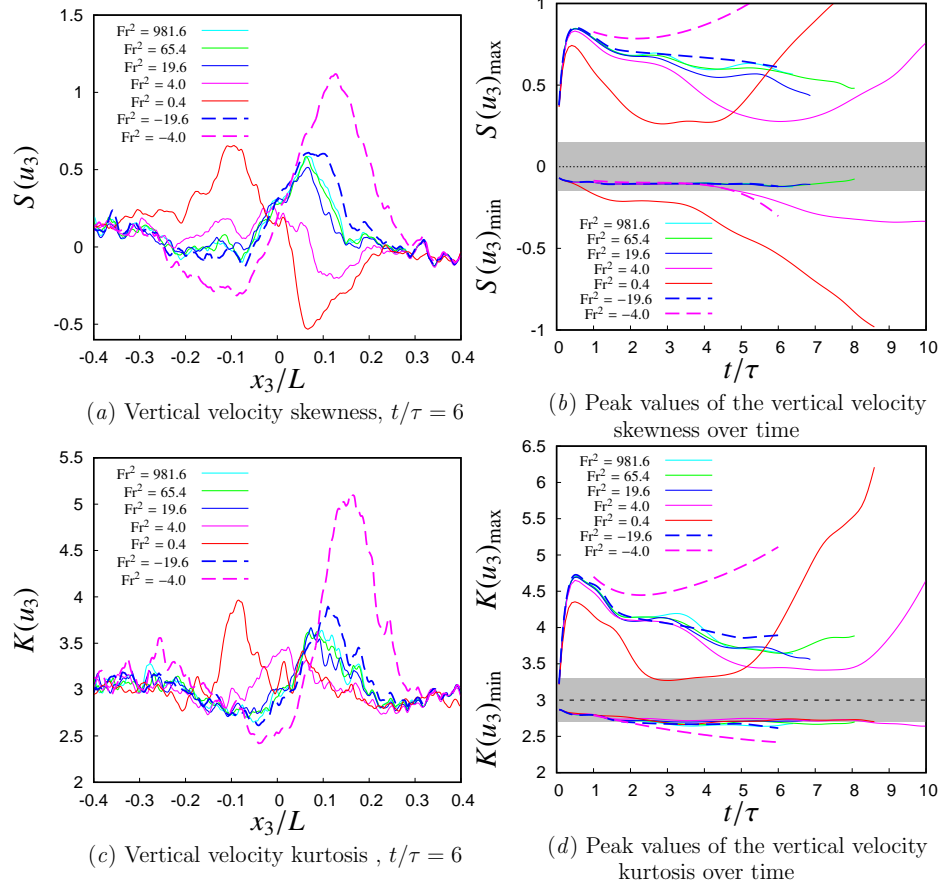 1.5
1
0.5
0
-0.5
S(u₃)
Fr² = 981.6
Fr² = 65.4
Fr² = 19.6
Fr² = 4.0
Fr² = 0.4
Fr² = −19.6
Fr² = −4.0
-0.4 -0.3 -0.2 -0.1 0 0.1 0.2 0.3 0.4
x₃/L
(a) Vertical velocity skewness, t/τ = 6
1
0.5
0
-0.5
-1
S(u₃)min S(u₃)max
Fr² = 981.6
Fr² = 65.4
Fr² = 19.6
Fr² = 4.0
Fr² = 0.4
Fr² = −19.6
Fr² = −4.0
0 1 2 3 4 5 6 7 8 9 10
t/τ
(b) Peak values of the vertical velocity
skewness over time
5.5
5
4.5
4
3.5
3
2.5
2
K(u₃)
Fr² = 981.6
Fr² = 65.4
Fr² = 19.6
Fr² = 4.0
Fr² = 0.4
Fr² = −19.6
Fr² = −4.0
-0.4 -0.3 -0.2 -0.1 0 0.1 0.2 0.3 0.4
x₃/L
(c) Vertical velocity kurtosis , t/τ = 6
6.5
6
5.5
5
4.5
4
3.5
3
2.5
2
K(u₃)min K(u₃)max
Fr² = 981.6
Fr² = 65.4
Fr² = 19.6
Fr² = 4.0
Fr² = 0.4
Fr² = −19.6
Fr² = −4.0
0 1 2 3 4 5 6 7 8 9 10
t/τ
(d) Peak values of the vertical velocity
kurtosis over time